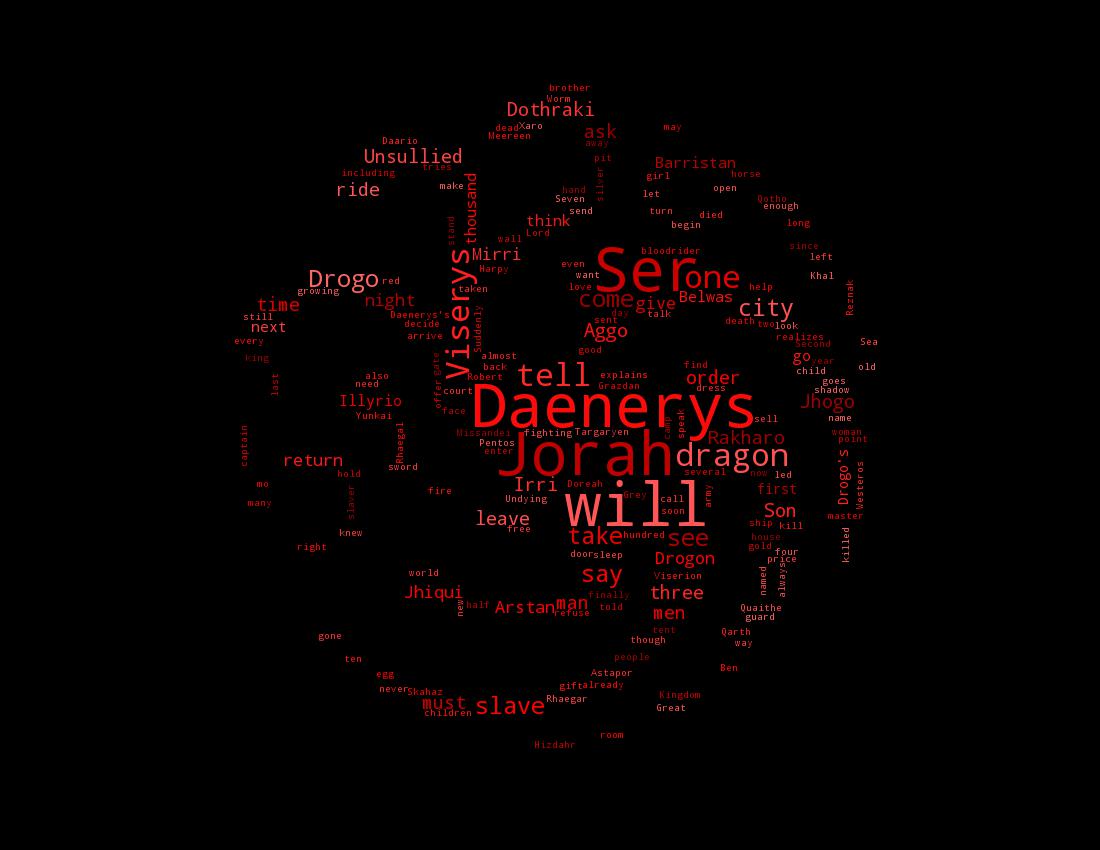 brother
Worm
Dothraki
dead Xaro
Meereen
ask
away
may
Daario
Unsullied
tries
including
ride
make
thousand
stand
pit
silver
Barristan
girl
horse
hand
Seven
send
let
open
Qotho
enough
turn
died
begin
long
think
Lord
wall
Mirri
Harpy
Viserys
taken
Suddenly
bloodrider
Ser one
since
left
even
want
love
help
Khal
Reznak
Drogo red
growing
time
night
still
next
every
Daenerys's
decide
arrive
come give Belwas
day talk
sent
Aggo
good
city
death two look
realizes
Second
Sea
king
last
also
need
gate
offer
almost
back
Robert
court
tell
explains
Grazdan
find
order
dress
go year
child
goes
shadow
old
Illyrio
Yunkai
face
Daenerys
sell
Jhogo
name
captain
Rhaegal
Missandei
fighting Targaryen
Pentos
enter
camp
speak
Rakharo
woman
point
return
hold
sword
Jorah dragon
several now led
Drogo's
Westeros
mo
many
slaver
fire
Irri
Doreah
Undying
Grey
call
soon
army
first
Son
master
right
knew
leave
free
will
ship kill
house
gold four
price
killed
take hundred see
door sleep
Drogon
named
always
world
Jhiqui
new
half
say
Viserion
finally
told
three
men
Arstan man
refuse
Quaithe
guard
gone
ten
rent
though
Qarth
way
people
Ben
egg
never Skahaz
must
children
slave
Astapor
gift already
Rhaegar
Kingdom
Great
room
Hizdahr